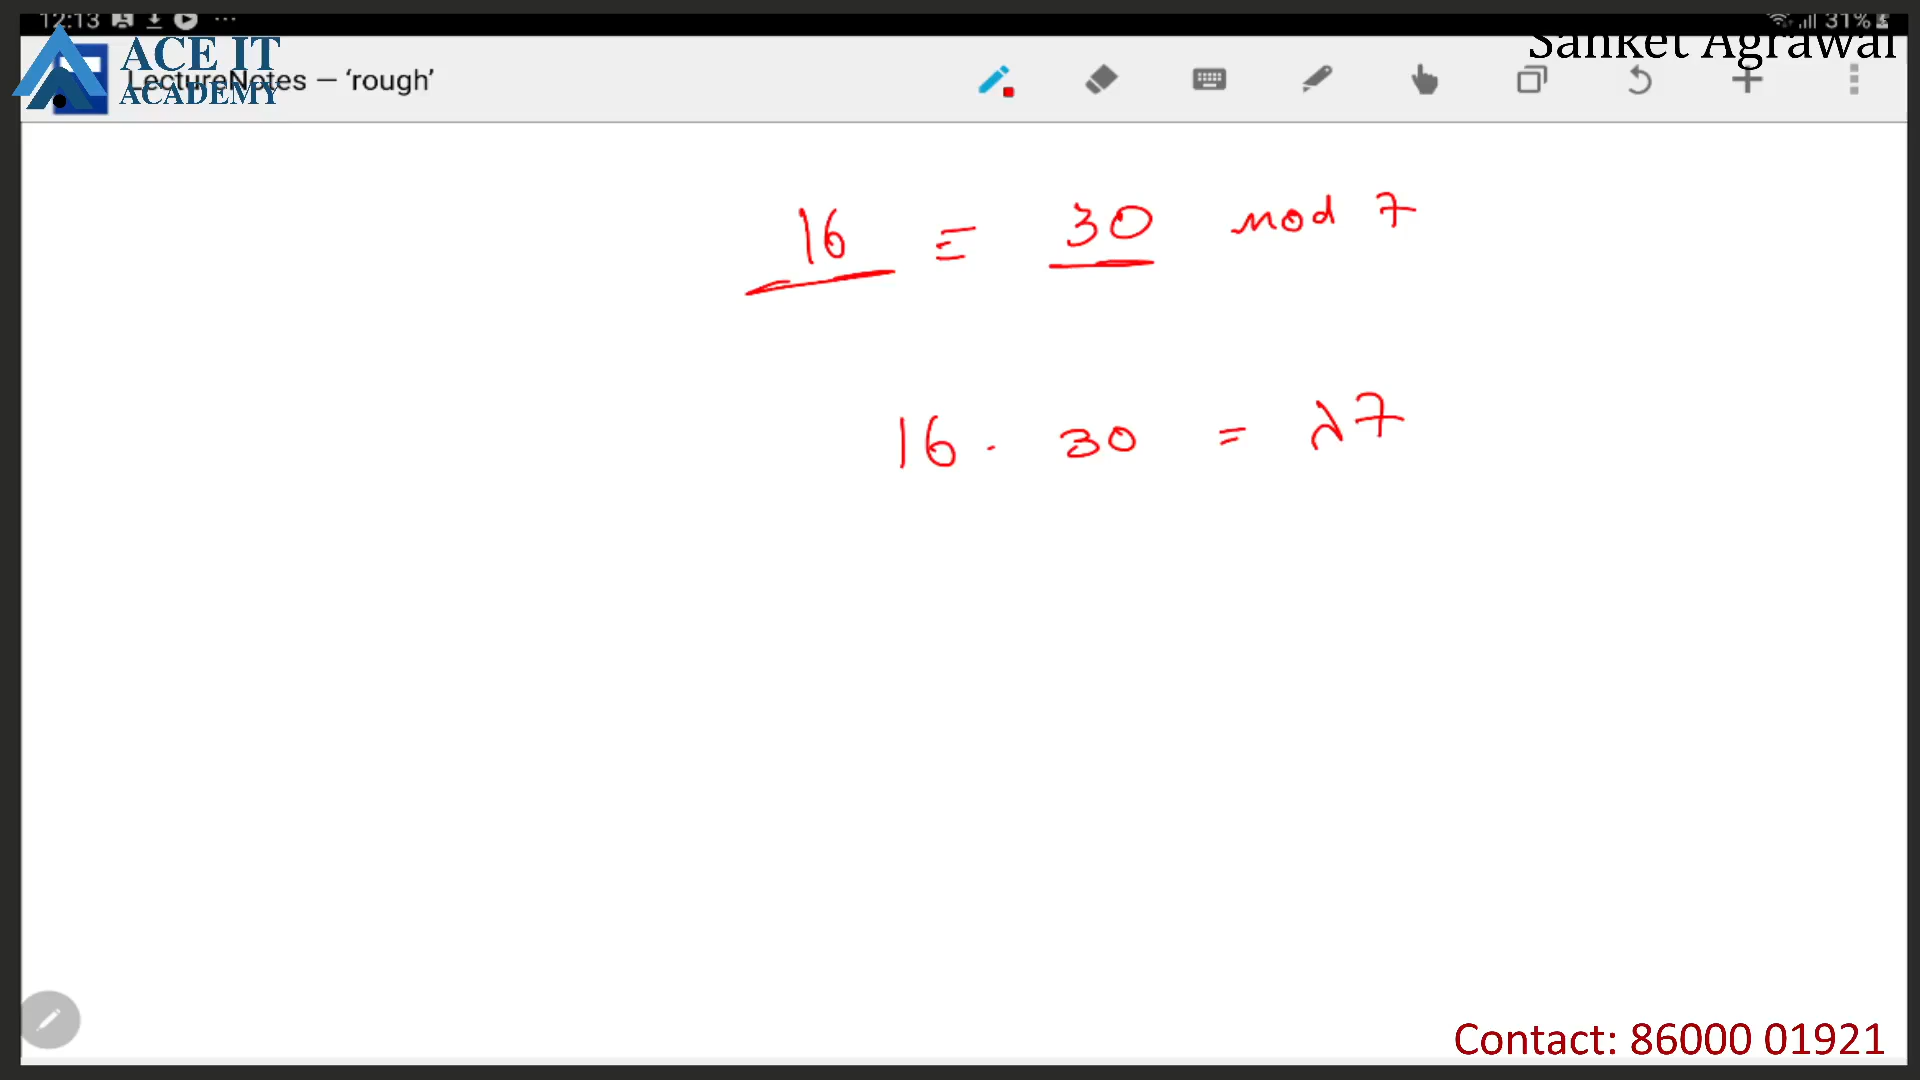 12:13 31%
ACE IT
ACADEMY
LectureNotes — ‘rough’
Sanket Agrawal
16 ≡ 30 mod 7
16 - 30 = λ7
Contact: 86000 01921